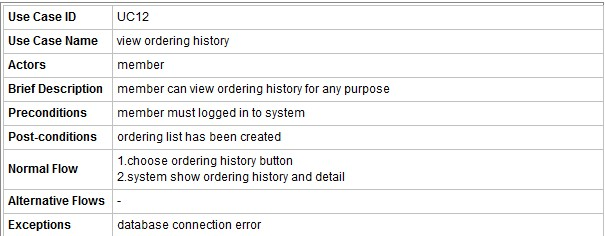 Use Case ID UC12
Use Case Name view ordering history
Actors member
Brief Description member can view ordering history for any purpose
Preconditions member must logged in to system
Post-conditions ordering list has been created
Normal Flow 1.choose ordering history button
2.system show ordering history and detail
Alternative Flows -
Exceptions database connection error